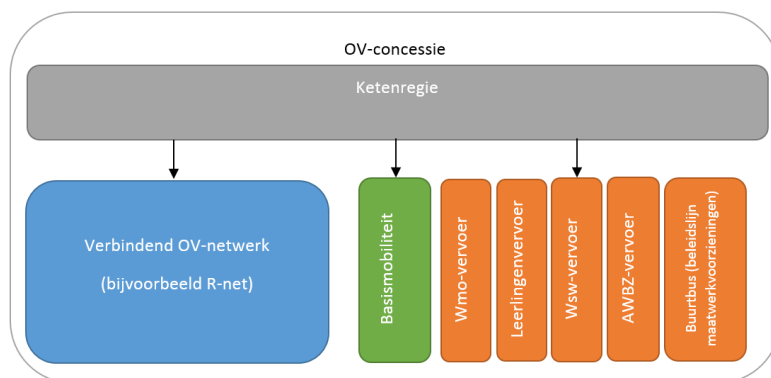 OV-concessie
Ketenregie
Verbindend OV-netwerk
(bijvoorbeeld R-net)
Basismobiliteit
Wmo-vervoer
Leerlingenvervoer
Wsw-vervoer
AWBZ-vervoer
Buurtbus (beleidslijn
maatwerkvoorzieningen)